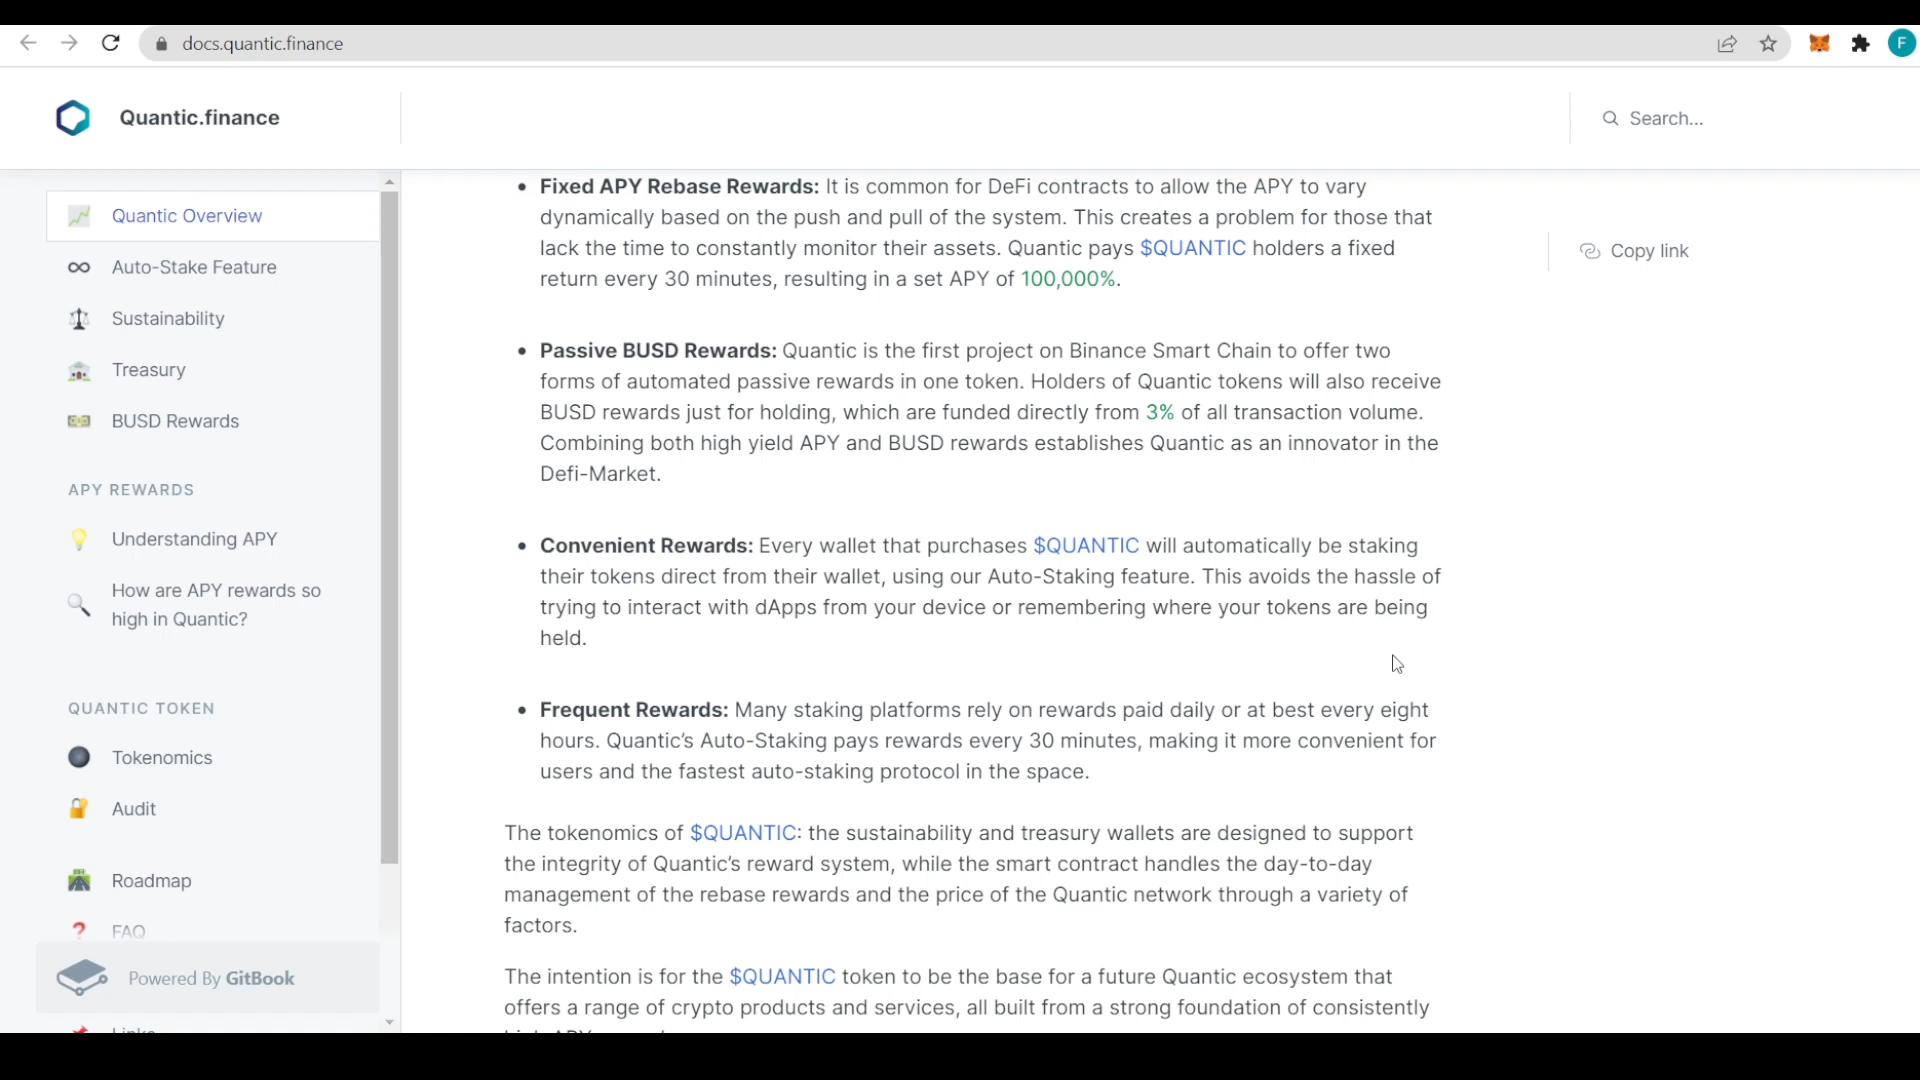 docs.quantic.finance
F
Quantic.finance
Search...
Quantic Overview
Auto-Stake Feature
Sustainability
Treasury
BUSD Rewards
APY REWARDS
Understanding APY
How are APY rewards so
high in Quantic?
QUANTIC TOKEN
Tokenomics
Audit
Roadmap
FAQ
Powered By GitBook
Links
• Fixed APY Rebase Rewards: It is common for DeFi contracts to allow the APY to vary
dynamically based on the push and pull of the system. This creates a problem for those that
lack the time to constantly monitor their assets. Quantic pays $QUANTIC holders a fixed
return every 30 minutes, resulting in a set APY of 100,000%.
• Passive BUSD Rewards: Quantic is the first project on Binance Smart Chain to offer two
forms of automated passive rewards in one token. Holders of Quantic tokens will also receive
BUSD rewards just for holding, which are funded directly from 3% of all transaction volume.
Combining both high yield APY and BUSD rewards establishes Quantic as an innovator in the
Defi-Market.
• Convenient Rewards: Every wallet that purchases $QUANTIC will automatically be staking
their tokens direct from their wallet, using our Auto-Staking feature. This avoids the hassle of
trying to interact with dApps from your device or remembering where your tokens are being
held.
• Frequent Rewards: Many staking platforms rely on rewards paid daily or at best every eight
hours. Quantic's Auto-Staking pays rewards every 30 minutes, making it more convenient for
users and the fastest auto-staking protocol in the space.
The tokenomics of $QUANTIC: the sustainability and treasury wallets are designed to support
the integrity of Quantic's reward system, while the smart contract handles the day-to-day
management of the rebase rewards and the price of the Quantic network through a variety of
factors.
The intention is for the $QUANTIC token to be the base for a future Quantic ecosystem that
offers a range of crypto products and services, all built from a strong foundation of consistently
Copy link